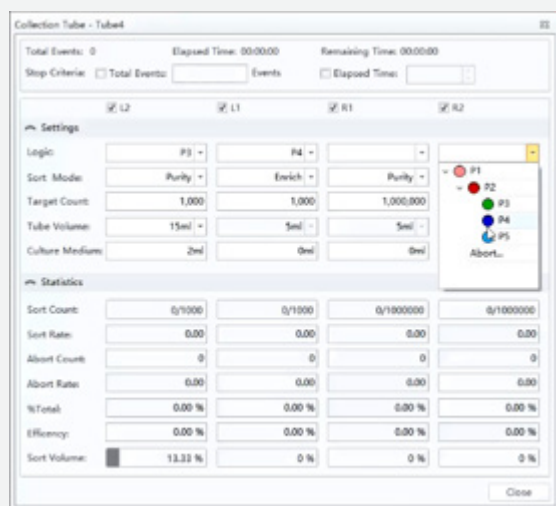 Collection Tube - Tube4
Total Events: 0 Elapsed Time: 00:00:00 Remaining Time: 00:00:00
Stop Criteria: Total Events: Events Elapsed Time:
L2 L1 R1 R2
Settings
Logic: P3 P4
Sort Mode: Purity Enrich Purity
Target Count: 1,000 1,000 1,000,000
Tube Volume: 15ml 5ml 5ml
Culture Medium: 2ml 0ml 0ml
P1
P2
P3
P4
P5
Abort...
Statistics
Sort Count: 0/1000 0/1000 0/1000000 0/1000000
Sort Rate: 0.00 0.00 0.00 0.00
Abort Count: 0 0 0 0
Abort Rate: 0.00 0.00 0.00 0.00
%Total: 0.00 % 0.00 % 0.00 % 0.00 %
Efficency: 0.00 % 0.00 % 0.00 % 0.00 %
Sort Volume: 13.33 % 0 % 0 % 0 %
Close